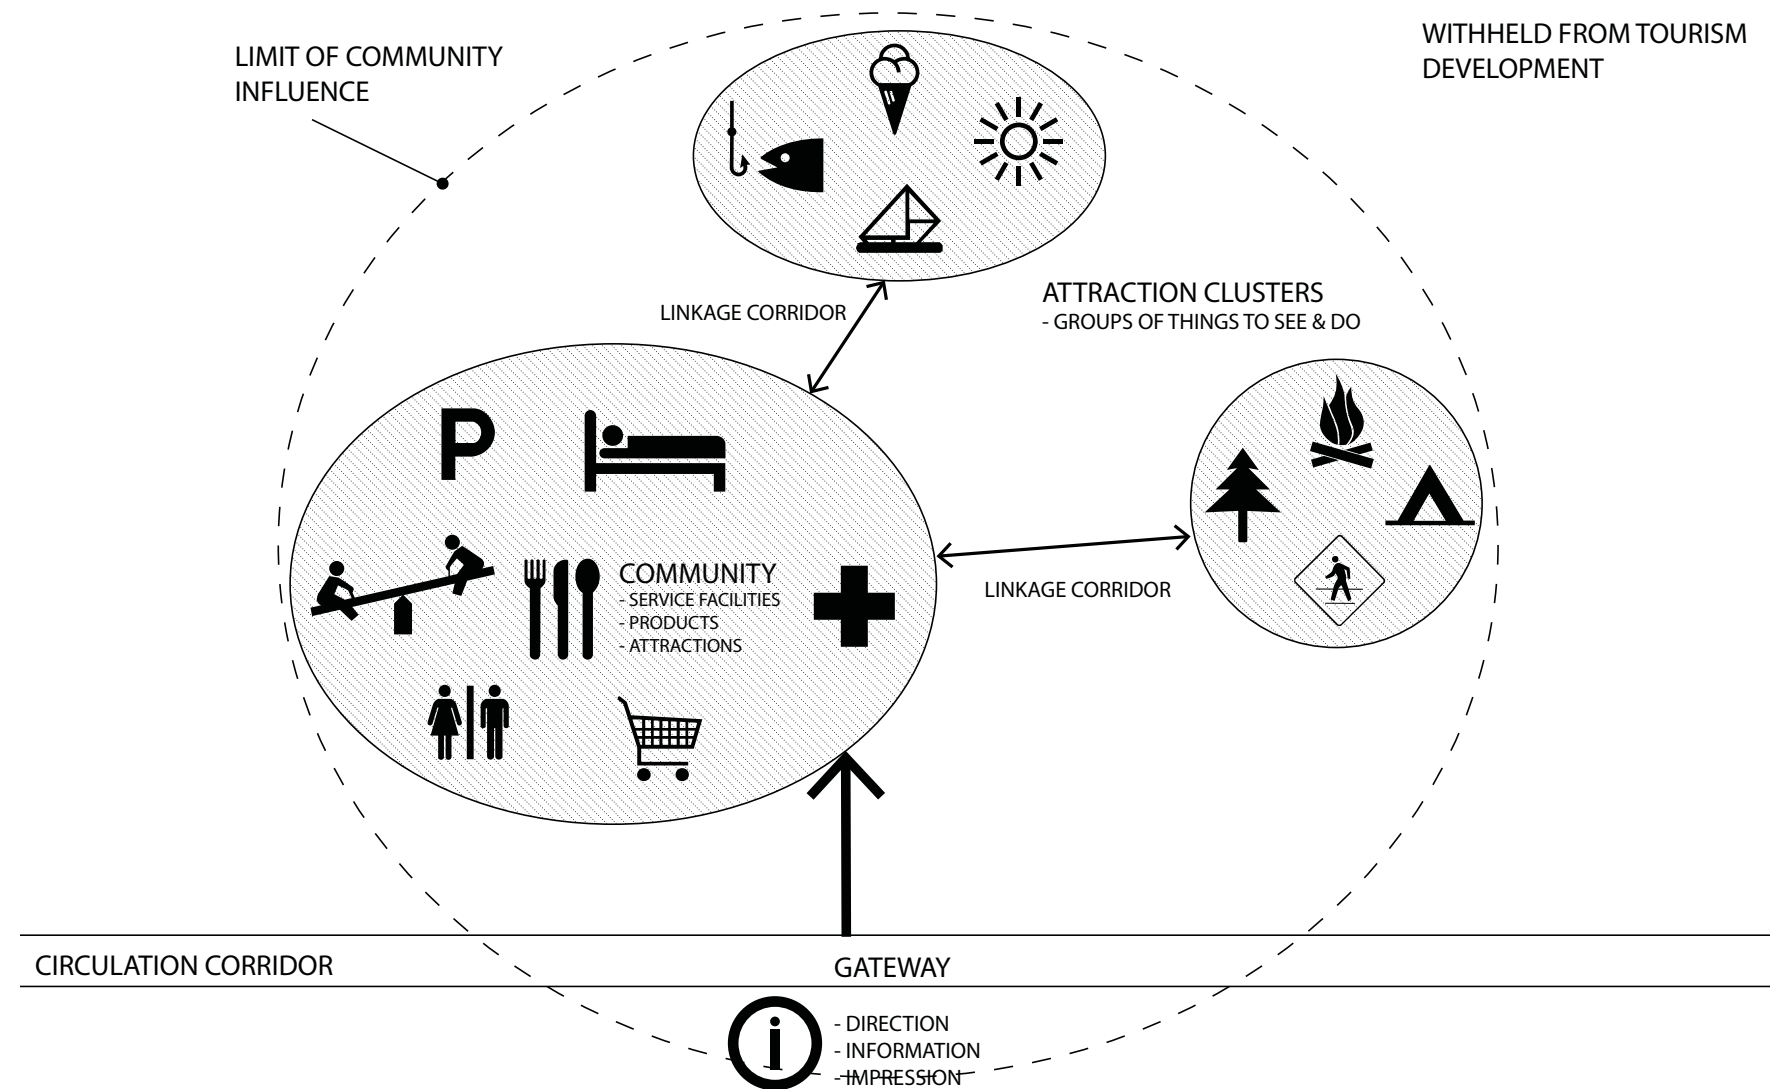 LIMIT OF COMMUNITY
INFLUENCE
WITHHELD FROM TOURISM
DEVELOPMENT
LINKAGE CORRIDOR
ATTRACTION CLUSTERS
- GROUPS OF THINGS TO SEE & DO
P
COMMUNITY
- SERVICE FACILITIES
- PRODUCTS
- ATTRACTIONS
LINKAGE CORRIDOR
CIRCULATION CORRIDOR
GATEWAY
i
- DIRECTION
- INFORMATION
- IMPRESSION